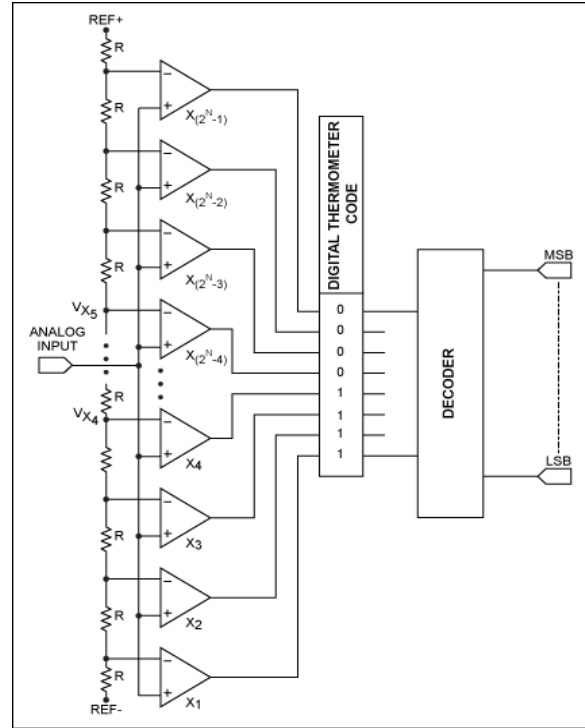 REF+
R
R
R
R
R
R
R
R
R
VX5
VX4
ANALOG
INPUT
REF-
− +
X(2^N-1)
− +
X(2^N-2)
− +
X(2^N-3)
− +
X(2^N-4)
− +
X4
− +
X3
− +
X2
− +
X1
DIGITAL THERMOMETER
CODE
0
0
0
0
1
1
1
1
DECODER
MSB
LSB